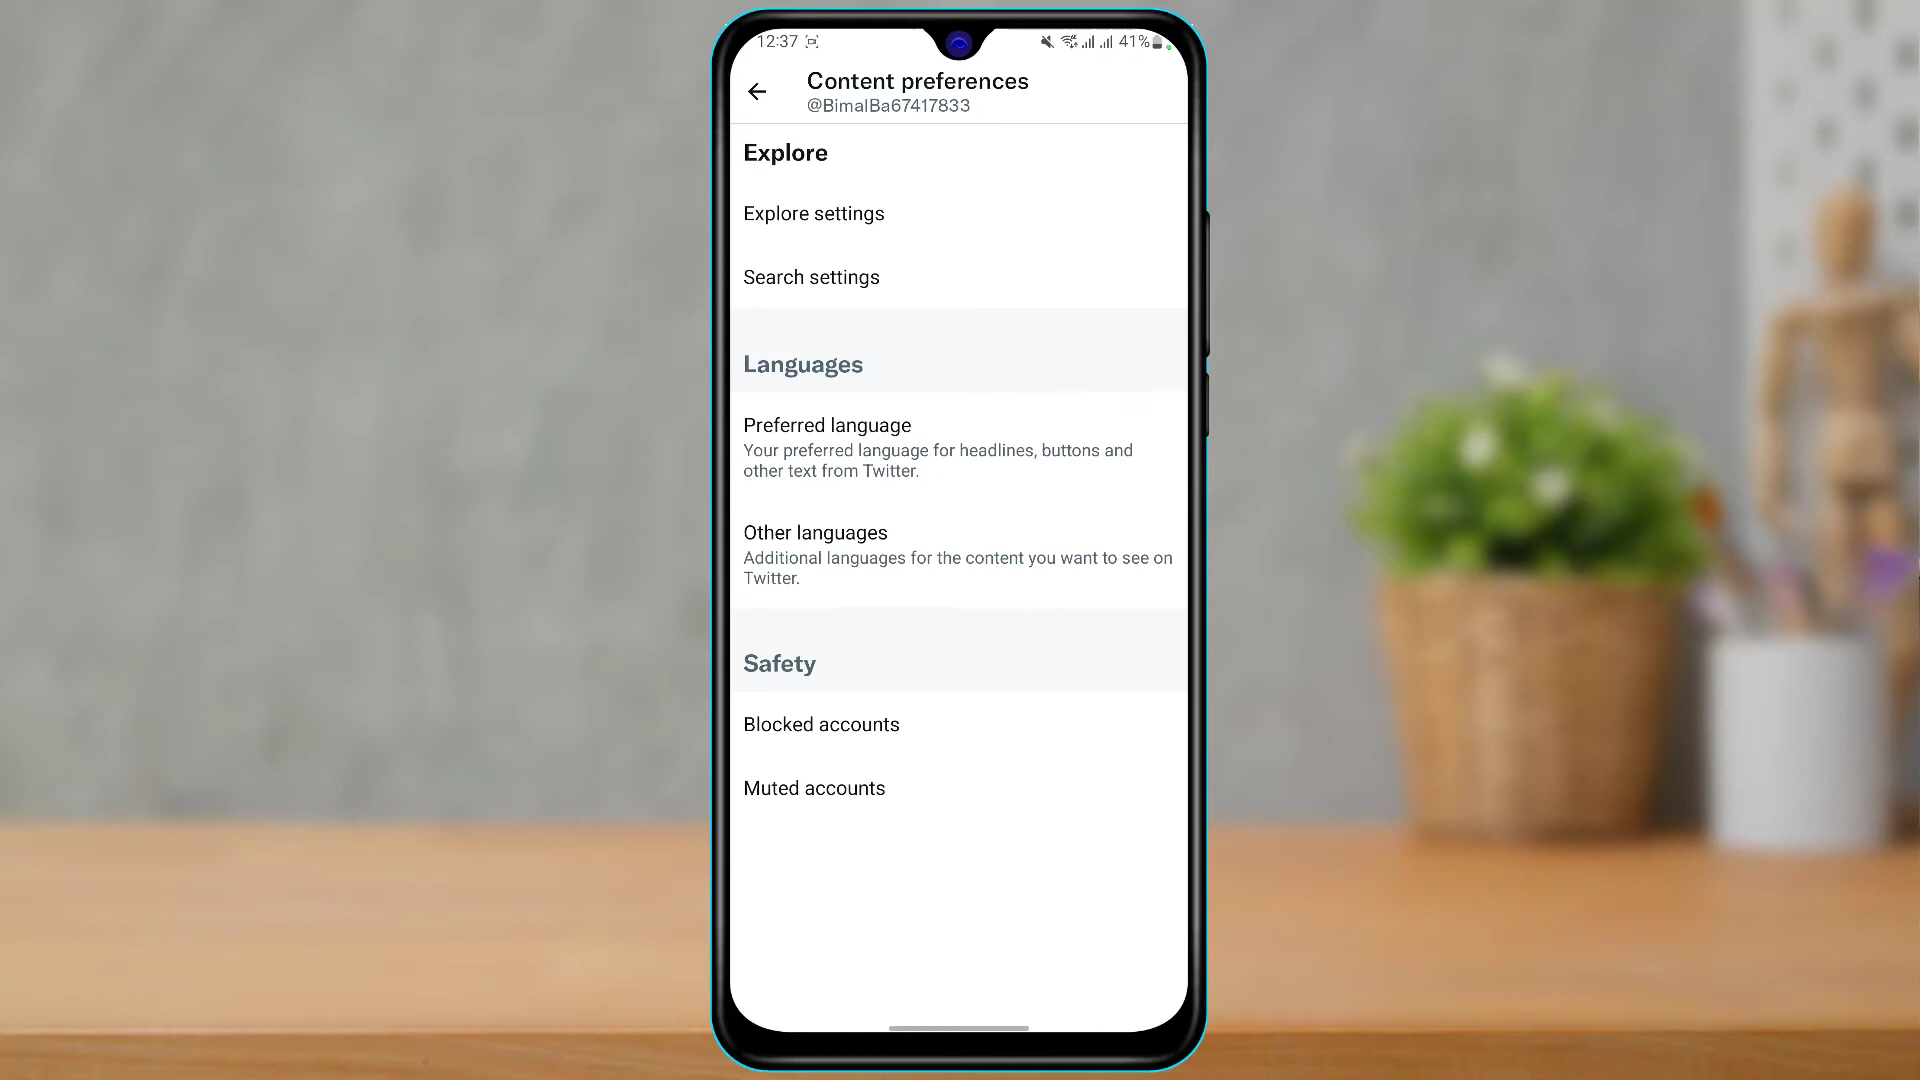 12:37
41%
Content preferences
@BimalBa67417833
Explore
Explore settings
Search settings
Languages
Preferred language
Your preferred language for headlines, buttons and
other text from Twitter.
Other languages
Additional languages for the content you want to see on
Twitter.
Safety
Blocked accounts
Muted accounts